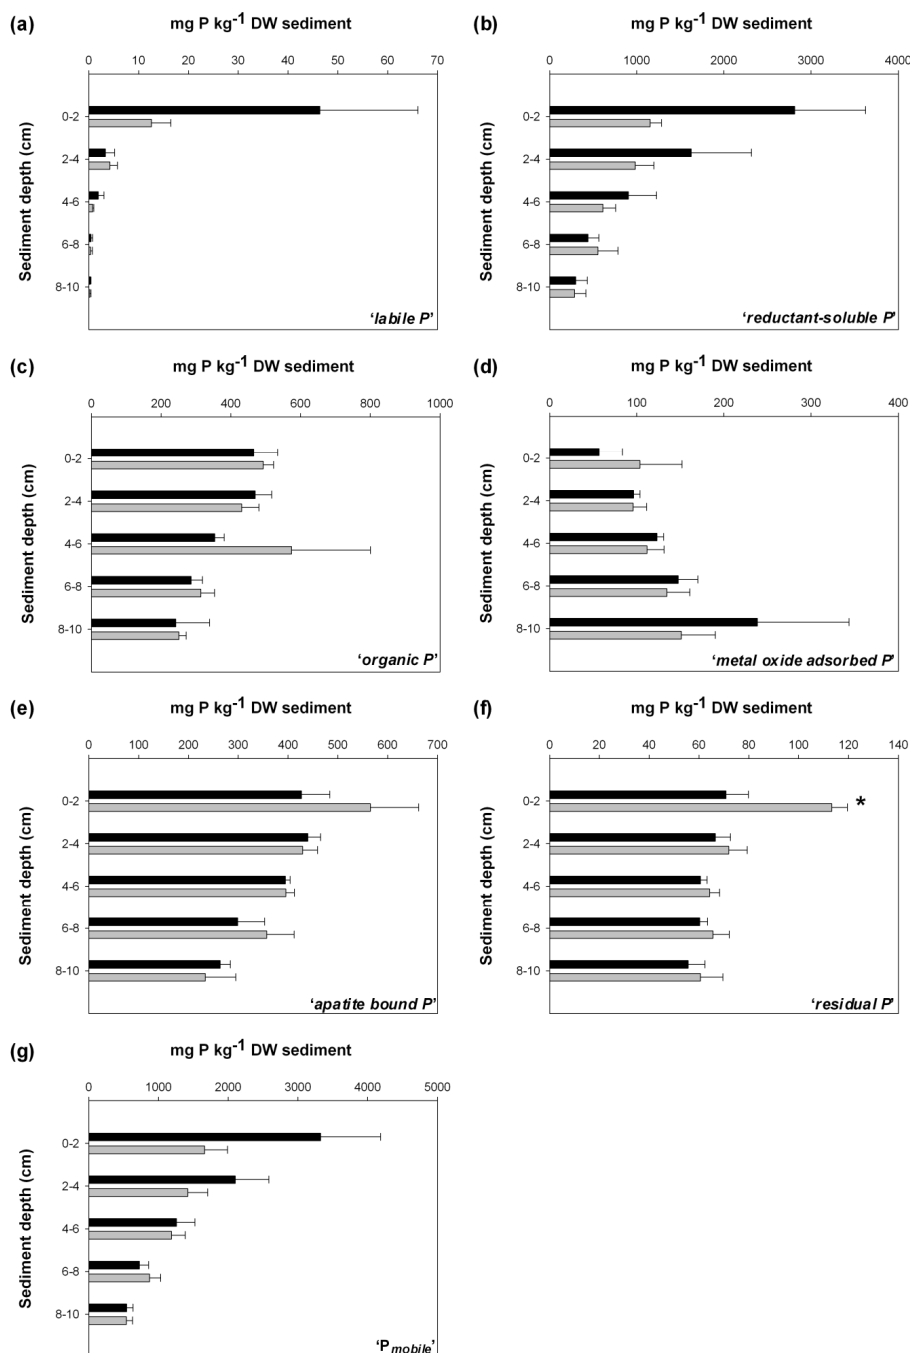 (a)
mg P kg-1 DW sediment
0 10 20 30 40 50 60 70
Sediment depth (cm)
0-2
2-4
4-6
6-8
8-10
‘labile P’
(b)
mg P kg-1 DW sediment
0 1000 2000 3000 4000
Sediment depth (cm)
0-2
2-4
4-6
6-8
8-10
‘reductant-soluble P’
(c)
mg P kg-1 DW sediment
0 200 400 600 800 1000
Sediment depth (cm)
0-2
2-4
4-6
6-8
8-10
‘organic P’
(d)
mg P kg-1 DW sediment
0 100 200 300 400
Sediment depth (cm)
0-2
2-4
4-6
6-8
8-10
‘metal oxide adsorbed P’
(e)
mg P kg-1 DW sediment
0 100 200 300 400 500 600 700
Sediment depth (cm)
0-2
2-4
4-6
6-8
8-10
‘apatite bound P’
(f)
mg P kg-1 DW sediment
0 20 40 60 80 100 120 140
Sediment depth (cm)
0-2
*
2-4
4-6
6-8
8-10
‘residual P’
(g)
mg P kg-1 DW sediment
0 1000 2000 3000 4000 5000
Sediment depth (cm)
0-2
2-4
4-6
6-8
8-10
‘Pmobile’